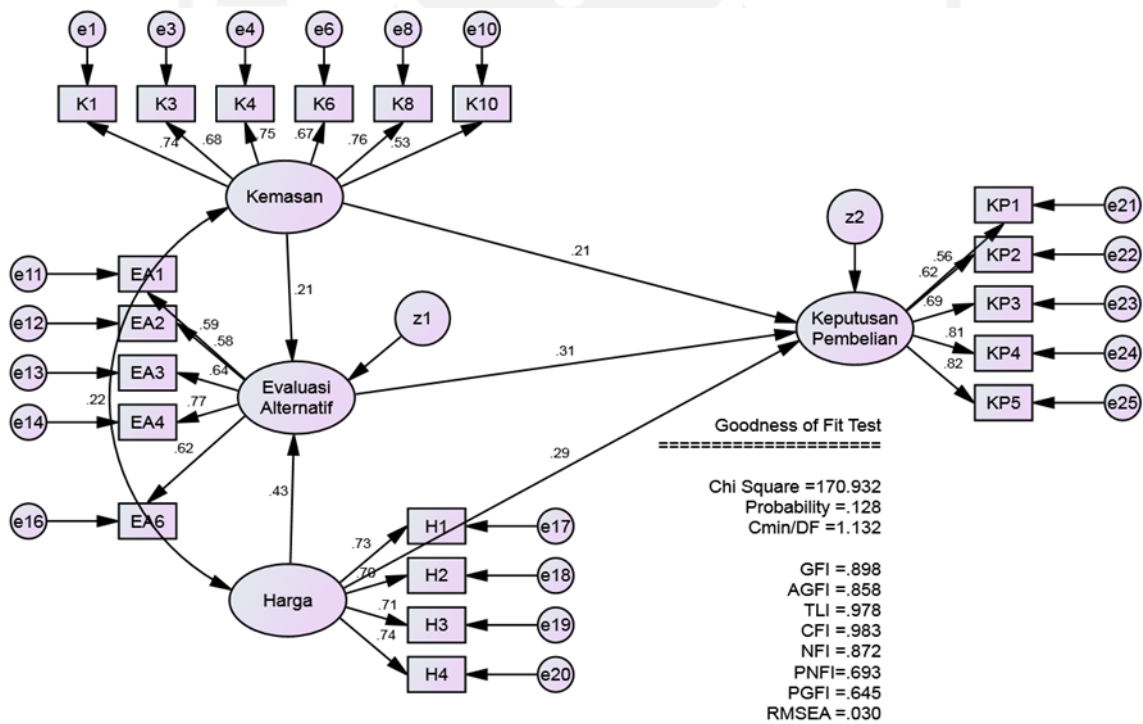 e1 e3 e4 e6 e8 e10
K1 K3 K4 K6 K8 K10
.74 .68 .75 .67 .76 .53
Kemasan
z2
KP1 e21
KP2 e22
KP3 e23
KP4 e24
KP5 e25
.56
.62
.69
.81
.82
Keputusan
Pembelian
.21
.21
e11 EA1
e12 EA2
e13 EA3
e14 EA4
e16 EA6
.59
.58
.64
.77
.62
z1
Evaluasi
Alternatif
.31
.22
.43
.29
Harga
.73
.71
.74
H1 e17
H2 e18
H3 e19
H4 e20
Goodness of Fit Test
=====================
Chi Square =170.932
Probability =.128
Cmin/DF =1.132
GFI =.898
AGFI =.858
TLI =.978
CFI =.983
NFI =.872
PNFI=.693
PGFI =.645
RMSEA =.030